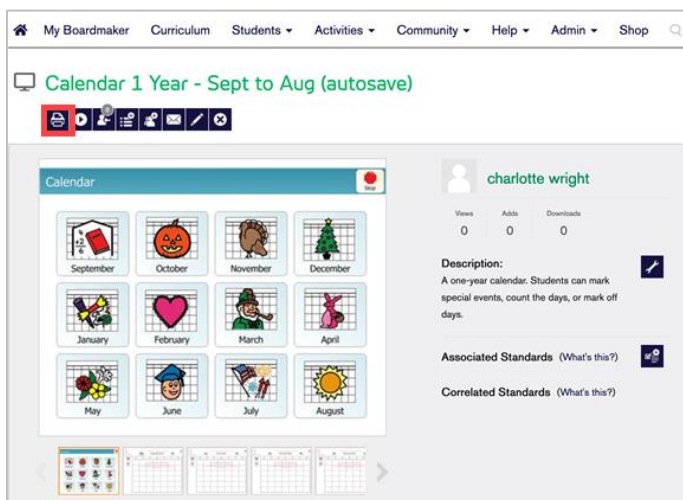 My Boardmaker Curriculum Students Activities Community Help Admin Shop
Calendar 1 Year - Sept to Aug (autosave)
0
Calendar
Stop
September October November December
January February March April
May June July August
charlotte wright
Views Adds Downloads
0 0 0
Description:
A one-year calendar. Students can mark
special events, count the days, or mark off
days.
Associated Standards (What's this?)
Correlated Standards (What's this?)